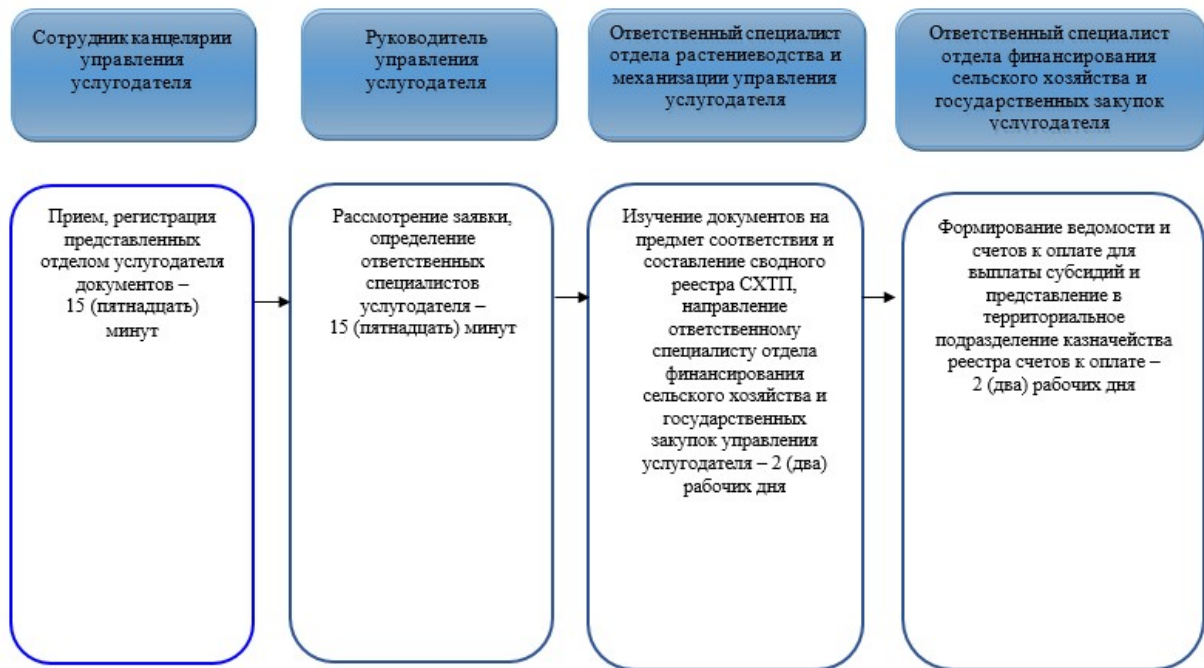 Сотрудник канцелярии
управления
услугодателя
Руководитель
управления
услугодателя
Ответственный специалист
отдела растениеводства и
механизации управления
услугодателя
Ответственный специалист
отдела финансирования
сельского хозяйства и
государственных закупок
услугодателя
Прием, регистрация
представленных
отделом услугодателя
документов –
15 (пятнадцать)
минут
Рассмотрение заявки,
определение
ответственных
специалистов
услугодателя –
15 (пятнадцать) минут
Изучение документов на
предмет соответствия и
составление сводного
реестра СХТП,
направление
ответственному
специалисту отдела
финансирования
сельского хозяйства и
государственных
закупок управления
услугодателя – 2 (два)
рабочих дня
Формирование ведомости и
счетов к оплате для
выплаты субсидий и
представление в
территориальное
подразделение казначейства
реестра счетов к оплате –
2 (два) рабочих дня